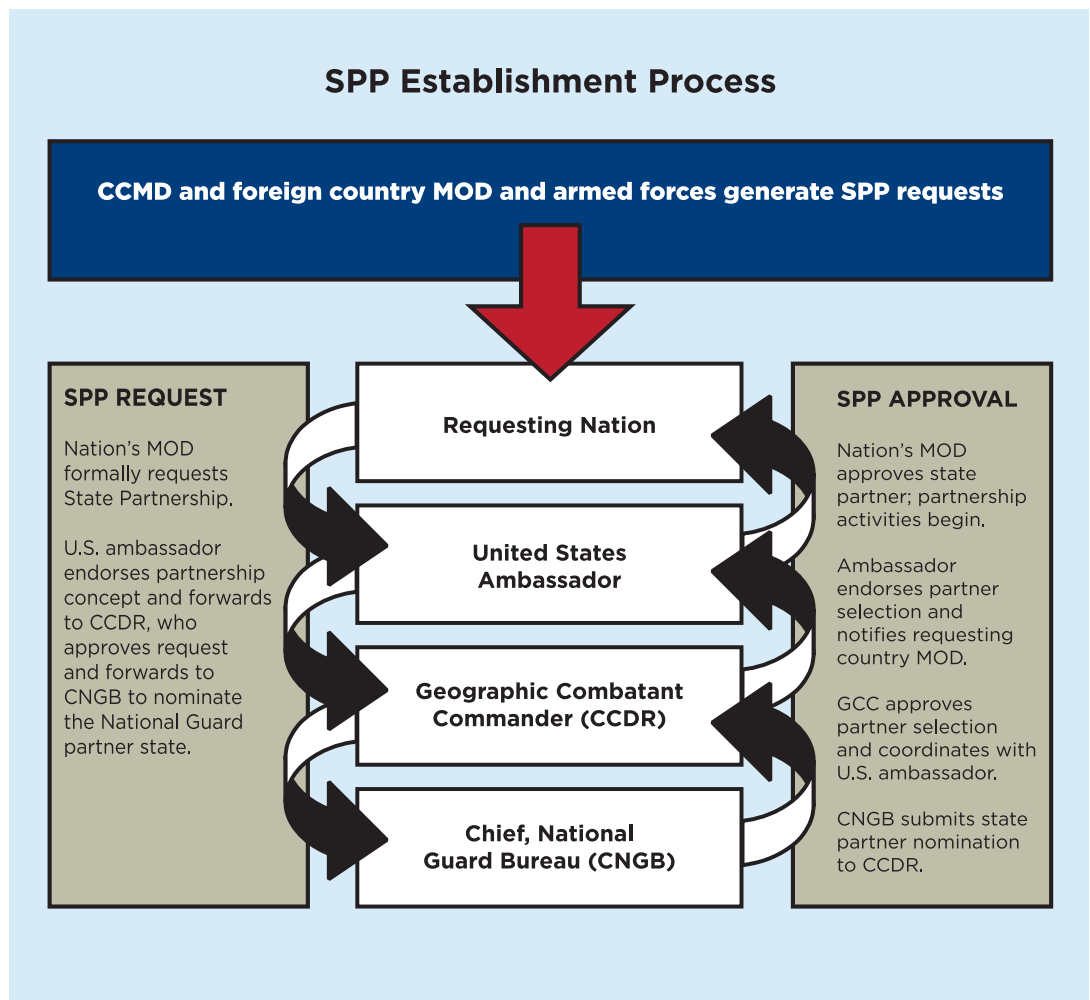 SPP Establishment Process
CCMD and foreign country MOD and armed forces generate SPP requests
SPP REQUEST
Nation's MOD
formally requests
State Partnership.
U.S. ambassador
endorses partnership
concept and forwards
to CCDR, who
approves request
and forwards to
CNGB to nominate
the National Guard
partner state.
Requesting Nation
United States
Ambassador
Geographic Combatant
Commander (CCDR)
Chief, National
Guard Bureau (CNGB)
SPP APPROVAL
Nation's MOD
approves state
partner; partnership
activities begin.
Ambassador
endorses partner
selection and
notifies requesting
country MOD.
GCC approves
partner selection
and coordinates with
U.S. ambassador.
CNGB submits state
partner nomination
to CCDR.